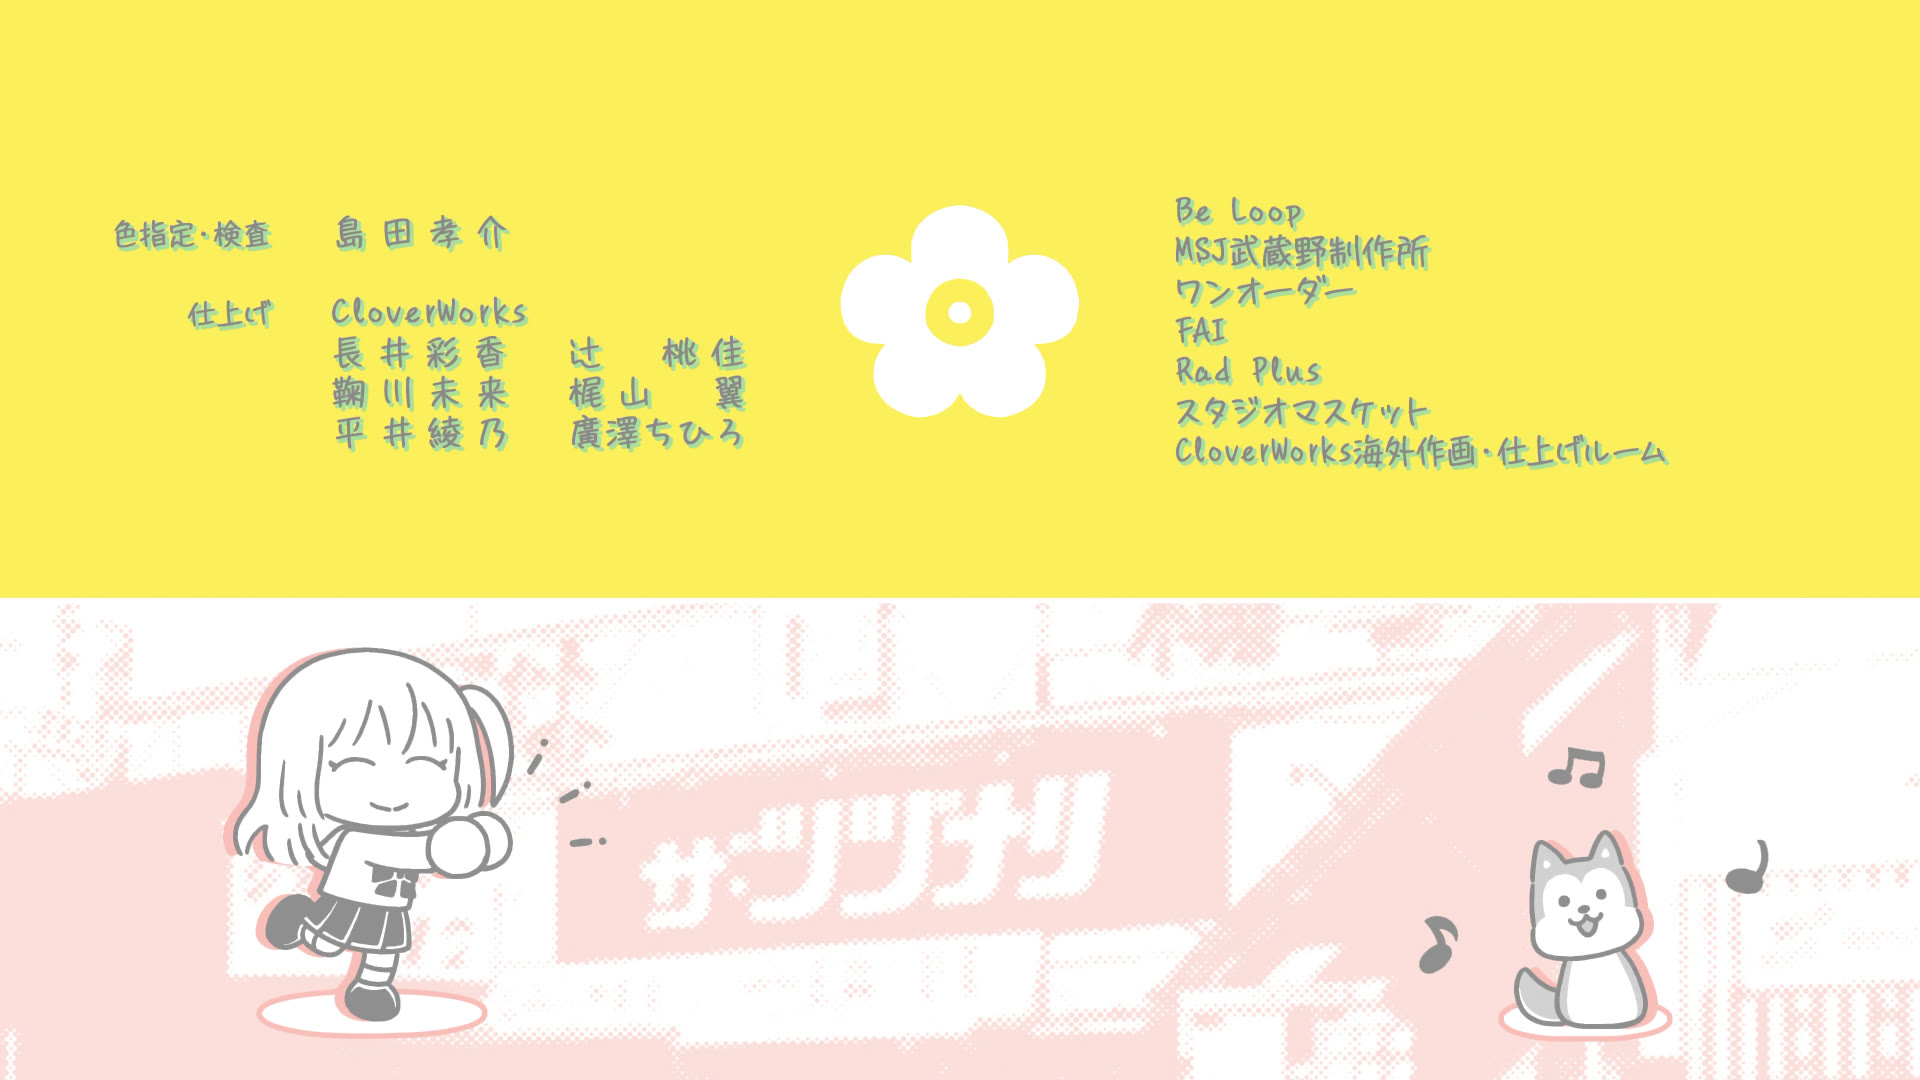 色指定・検査 島田孝介
仕上げ CloverWorks
長井彩香 辻 桃佳
鞠川未来 梶山 翼
平井綾乃 廣澤ちひろ
Be Loop
MSJ武蔵野制作所
ワンオーダー
FAI
Rad Plus
スタジオマスケット
CloverWorks海外作画・仕上げルーム
サ・ツツナリ